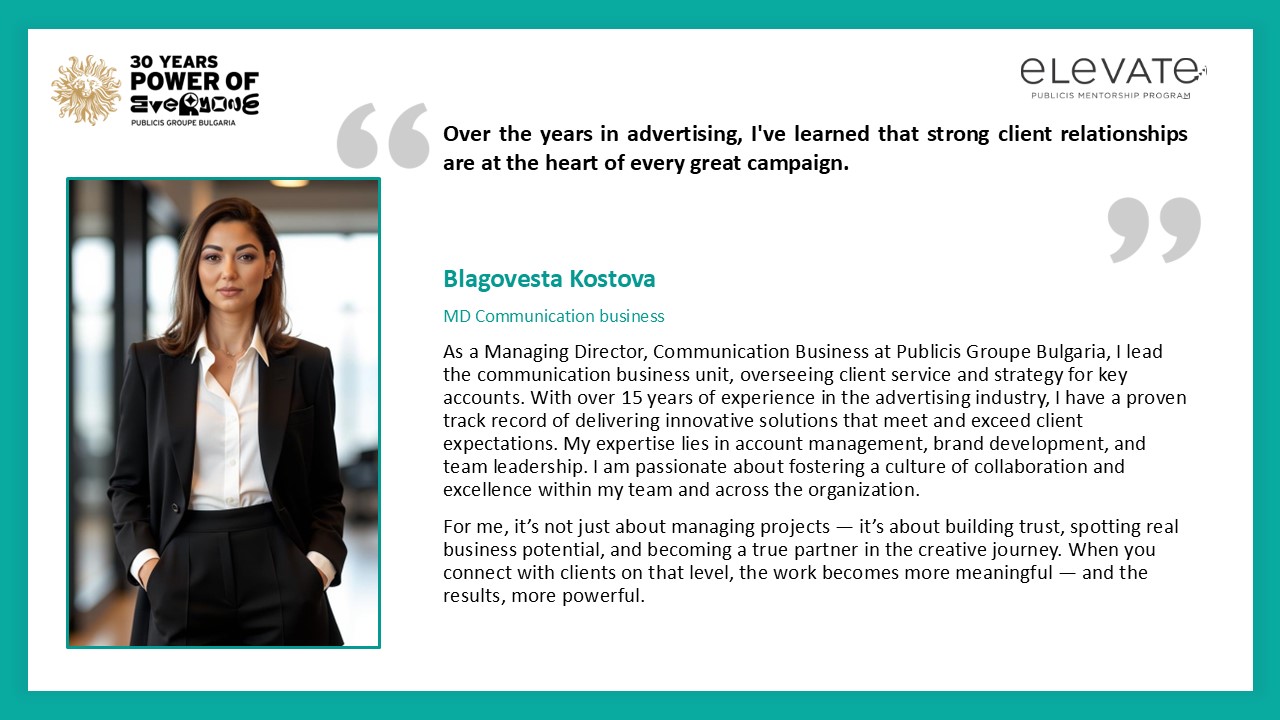 30 YEARS
POWER OF
EVERYONE
PUBLICIS GROUPE BULGARIA
eLeVATe
PUBLICIS MENTORSHIP PROGRAM
“
Over the years in advertising, I've learned that strong client relationships
are at the heart of every great campaign.
”
Blagovesta Kostova
MD Communication business
As a Managing Director, Communication Business at Publicis Groupe Bulgaria, I lead
the communication business unit, overseeing client service and strategy for key
accounts. With over 15 years of experience in the advertising industry, I have a proven
track record of delivering innovative solutions that meet and exceed client
expectations. My expertise lies in account management, brand development, and
team leadership. I am passionate about fostering a culture of collaboration and
excellence within my team and across the organization.
For me, it’s not just about managing projects — it’s about building trust, spotting real
business potential, and becoming a true partner in the creative journey. When you
connect with clients on that level, the work becomes more meaningful — and the
results, more powerful.